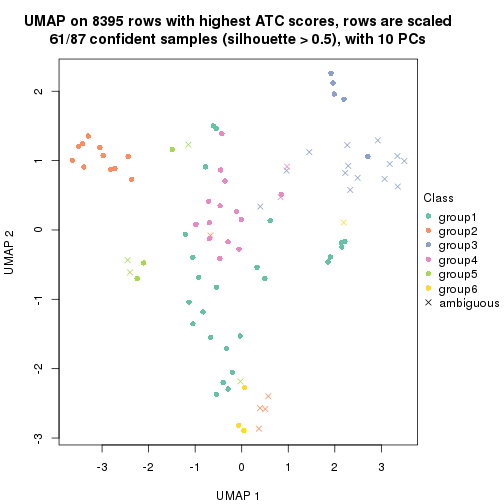 UMAP on 8395 rows with highest ATC scores, rows are scaled
61/87 confident samples (silhouette > 0.5), with 10 PCs
2
1
0
-1
-2
-3
UMAP 2
-3
-2
-1
0
1
2
3
UMAP 1
Class
group1
group2
group3
group4
group5
group6
ambiguous